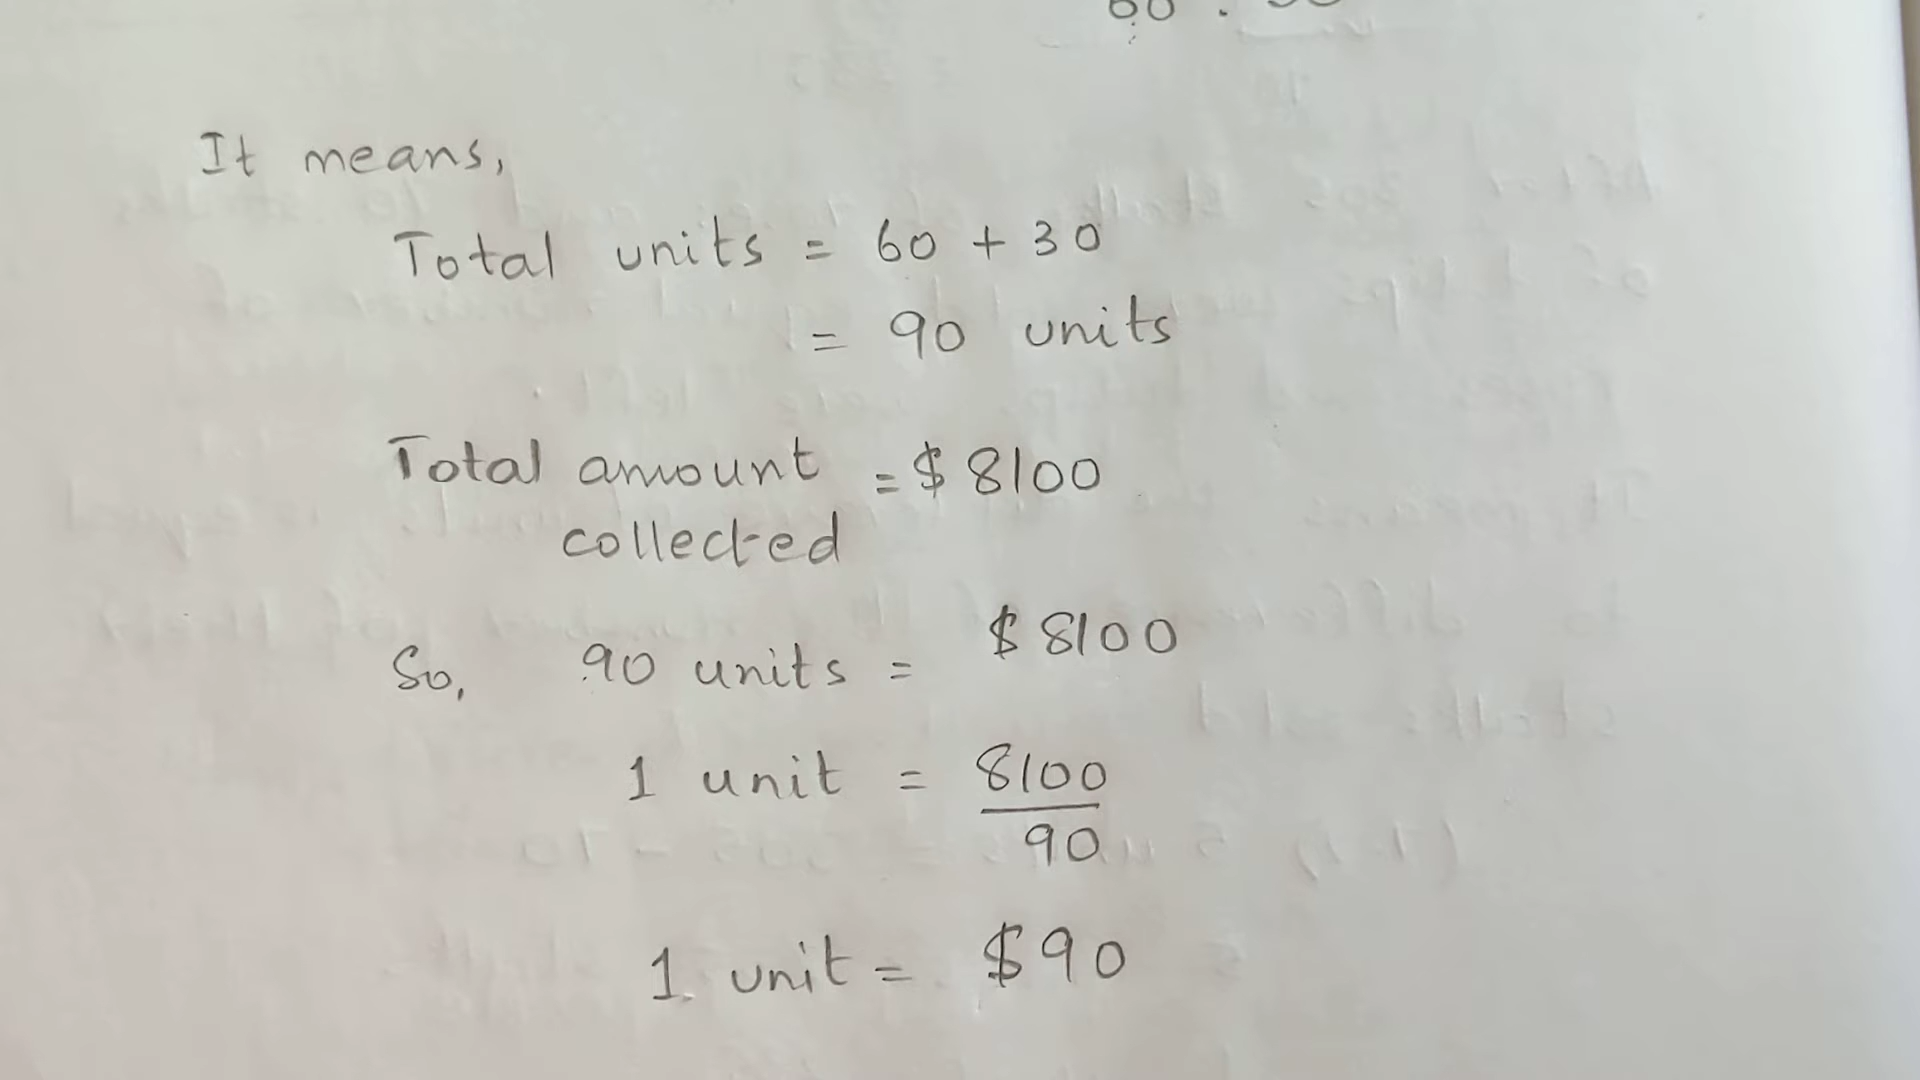 It means,
Total units = 60 + 30
= 90 units
Total amount = $ 8100
collected
So, 90 units = $ 8100
1 unit = 8100
90
1 unit = $90